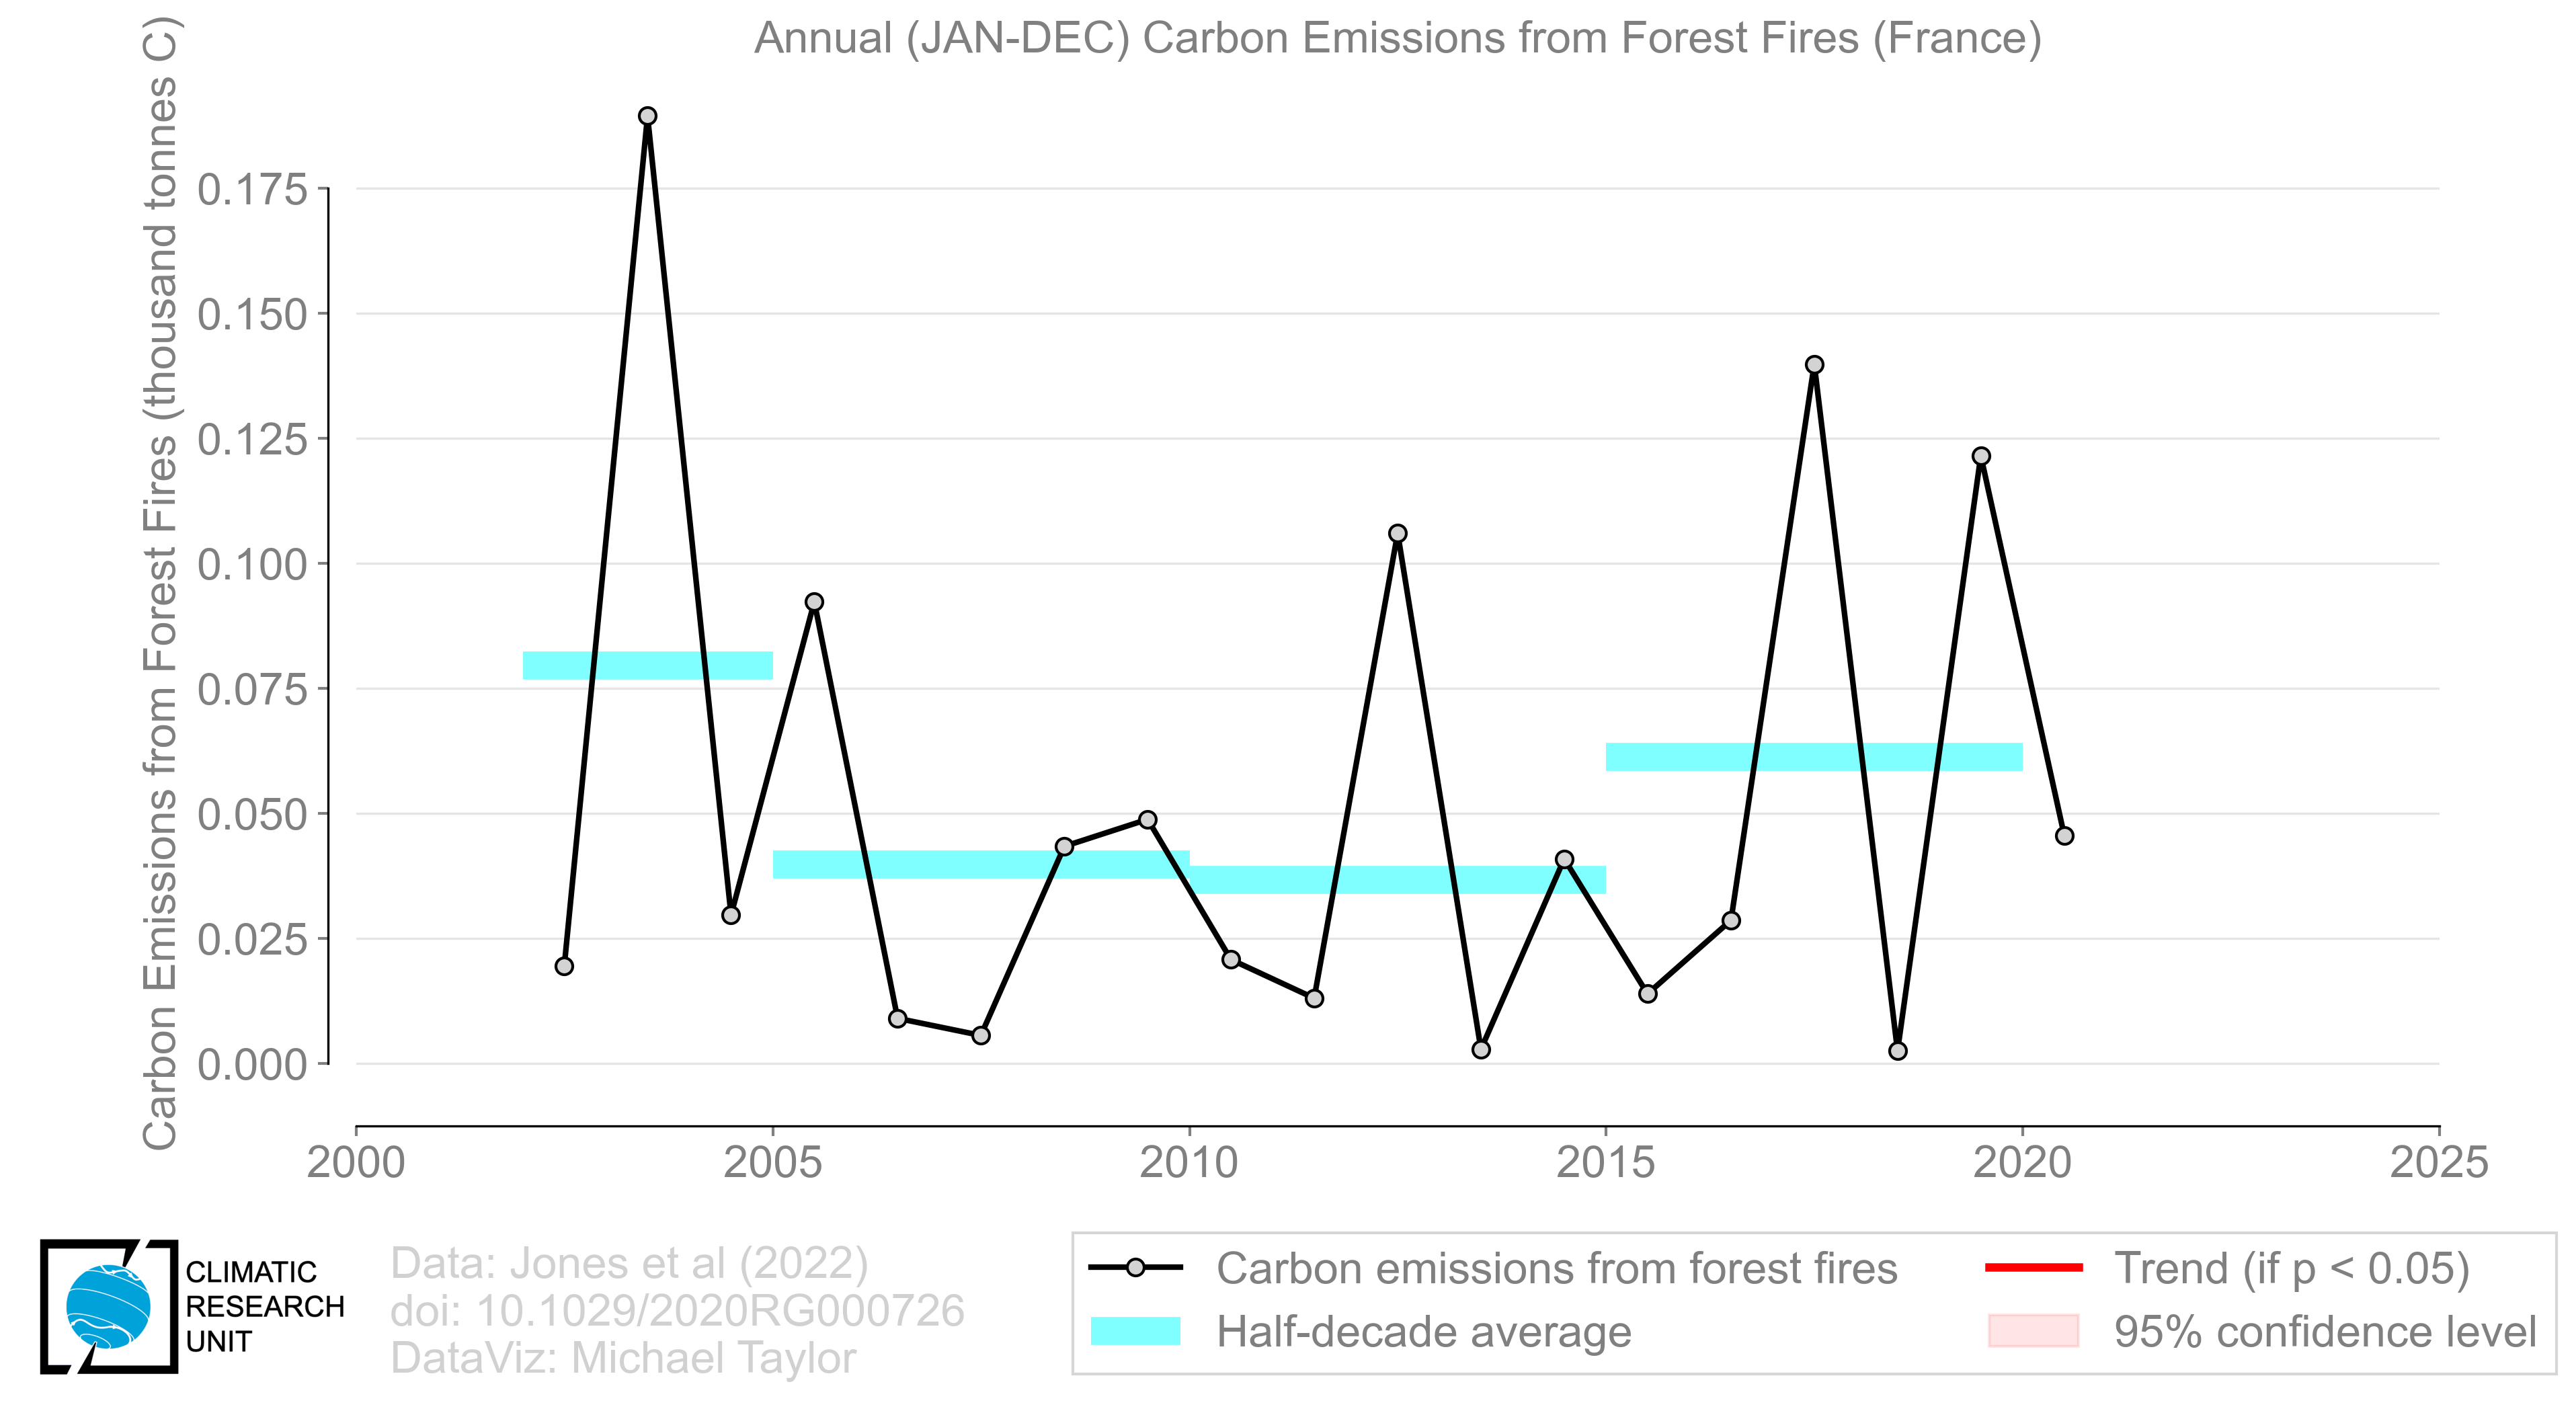 Annual (JAN-DEC) Carbon Emissions from Forest Fires (France)
Carbon Emissions from Forest Fires (thousand tonnes C)
0.175
0.150
0.125
0.100
0.075
0.050
0.025
0.000
2000
2005
2010
2015
2020
2025
CLIMATIC
RESEARCH
UNIT
Data: Jones et al (2022)
doi: 10.1029/2020RG000726
DataViz: Michael Taylor
Carbon emissions from forest fires
Half-decade average
Trend (if p < 0.05)
95% confidence level